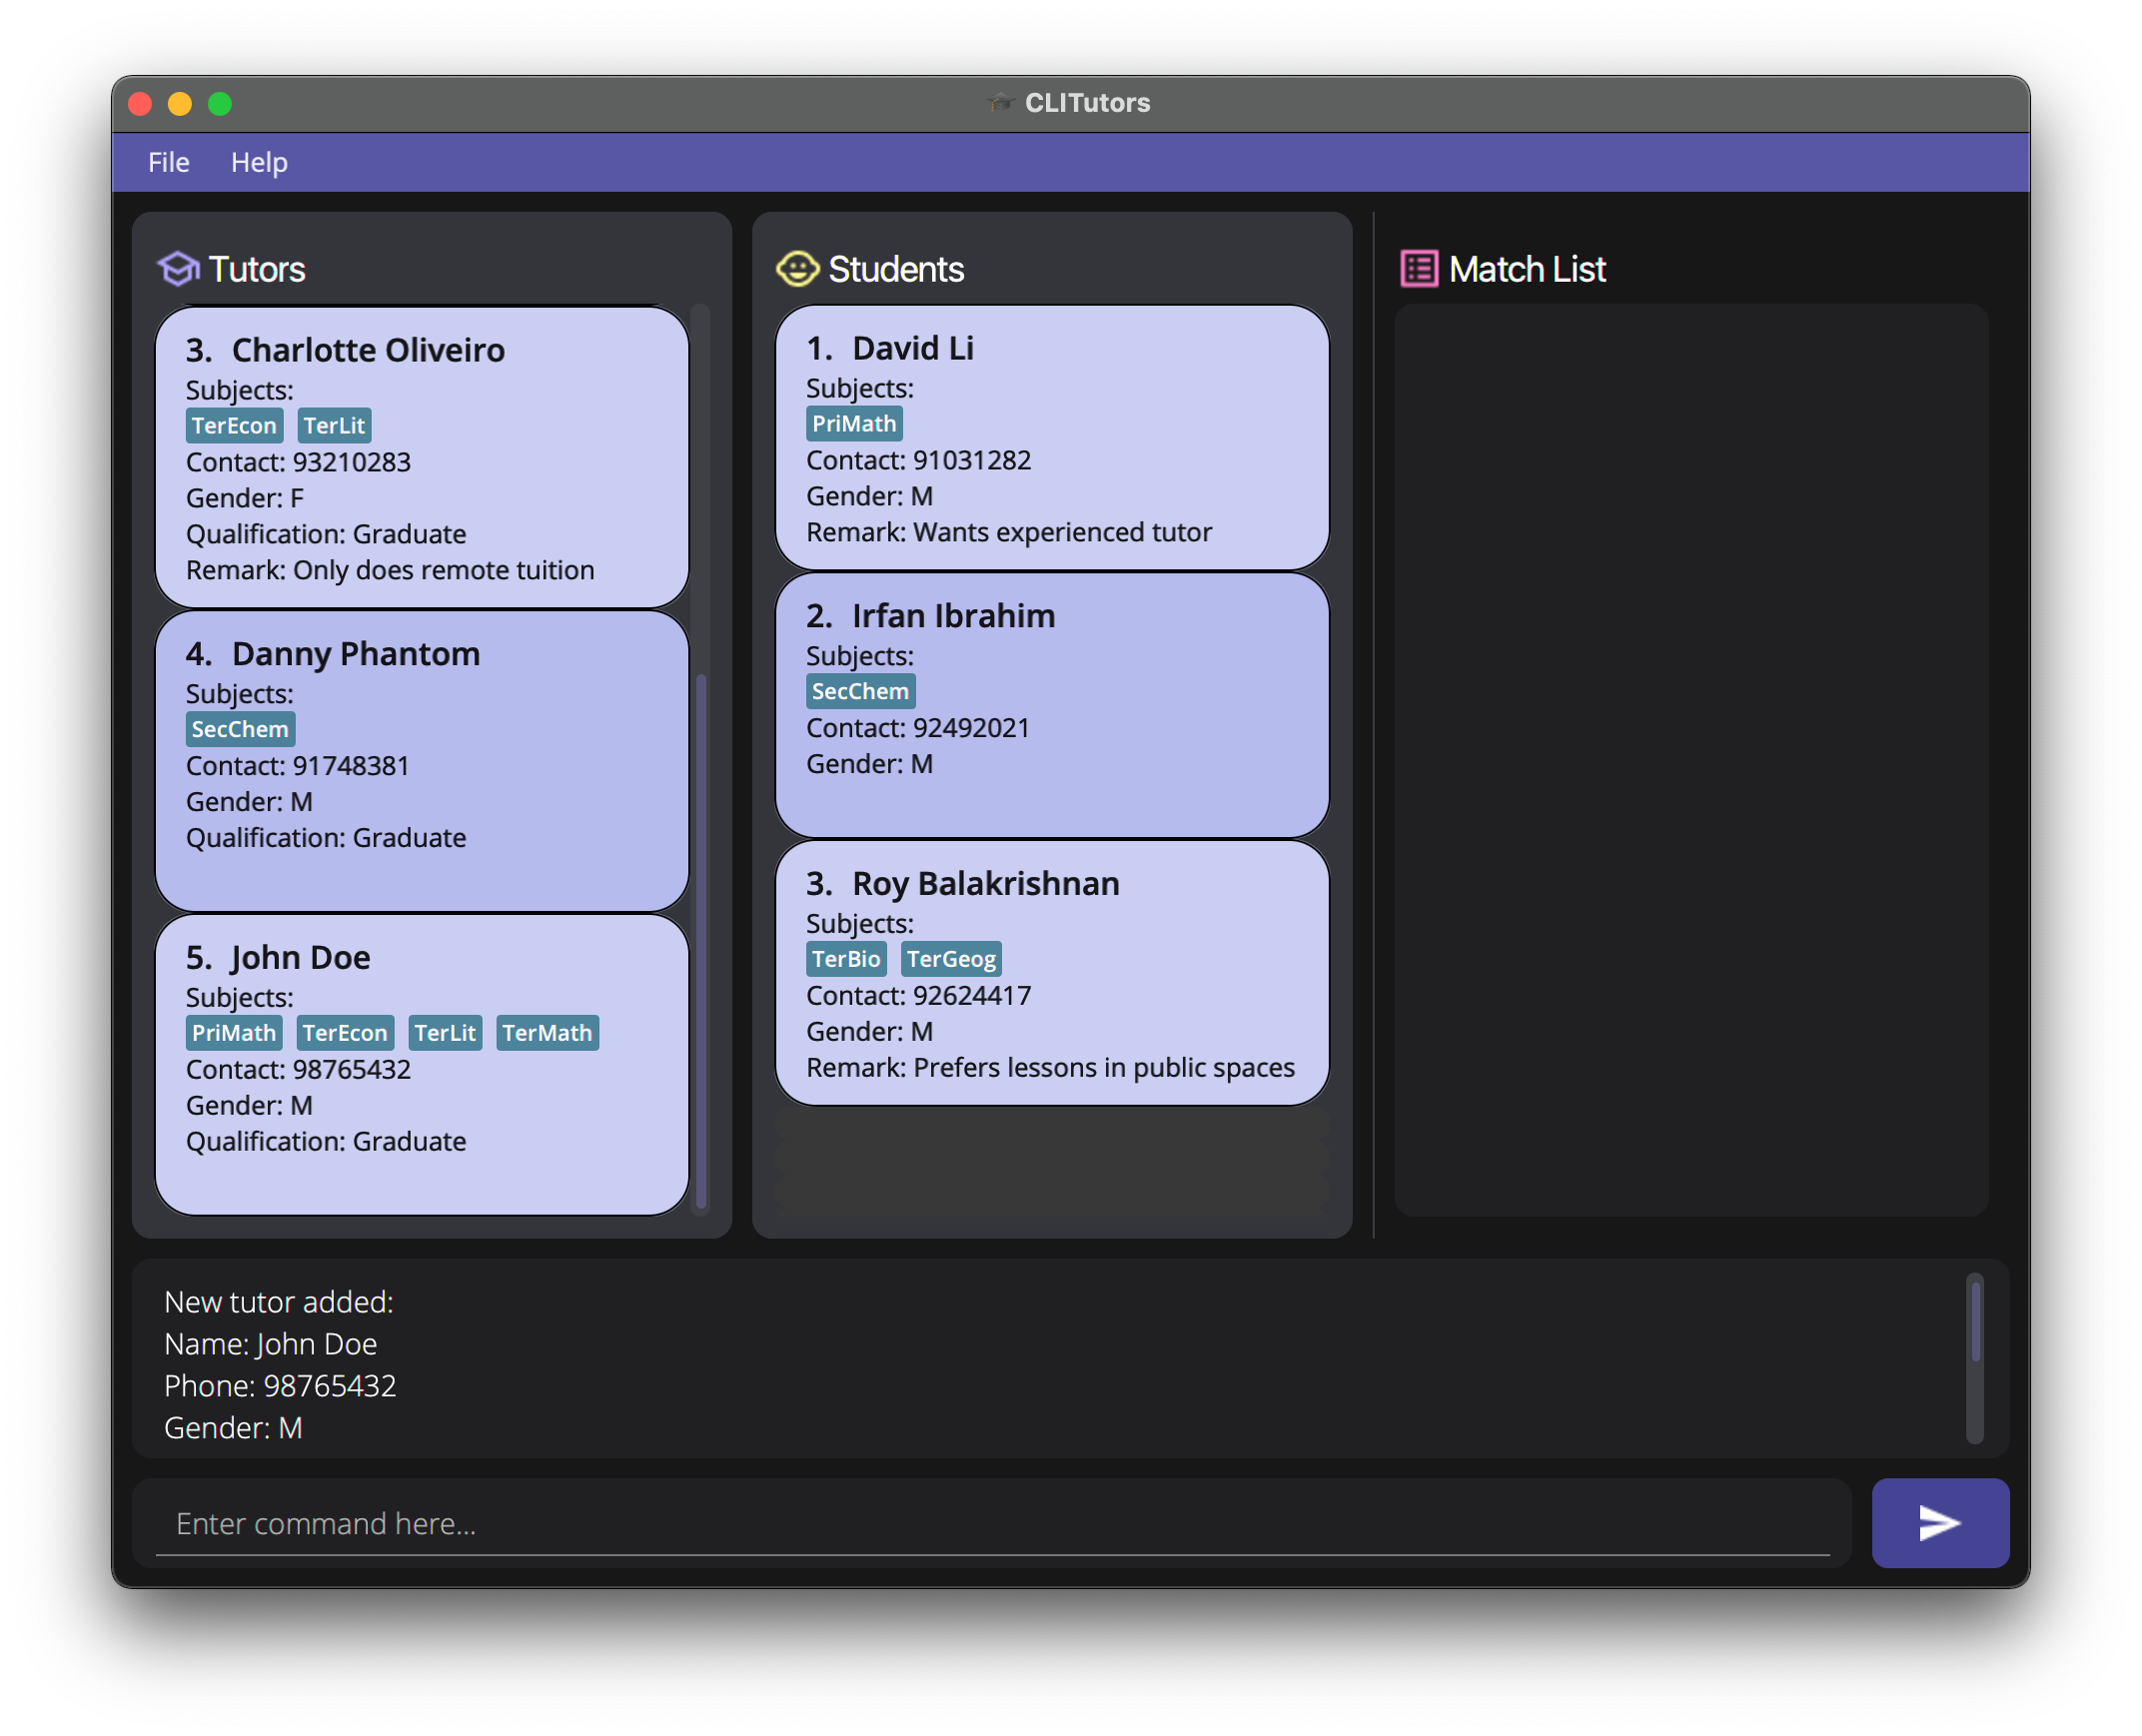 CLITutors
File Help
Tutors
3. Charlotte Oliveiro
Subjects:
TerEcon TerLit
Contact: 93210283
Gender: F
Qualification: Graduate
Remark: Only does remote tuition
4. Danny Phantom
Subjects:
SecChem
Contact: 91748381
Gender: M
Qualification: Graduate
5. John Doe
Subjects:
PriMath TerEcon TerLit TerMath
Contact: 98765432
Gender: M
Qualification: Graduate
Students
1. David Li
Subjects:
PriMath
Contact: 91031282
Gender: M
Remark: Wants experienced tutor
2. Irfan Ibrahim
Subjects:
SecChem
Contact: 92492021
Gender: M
3. Roy Balakrishnan
Subjects:
TerBio TerGeog
Contact: 92624417
Gender: M
Remark: Prefers lessons in public spaces
Match List
New tutor added:
Name: John Doe
Phone: 98765432
Gender: M
Enter command here...